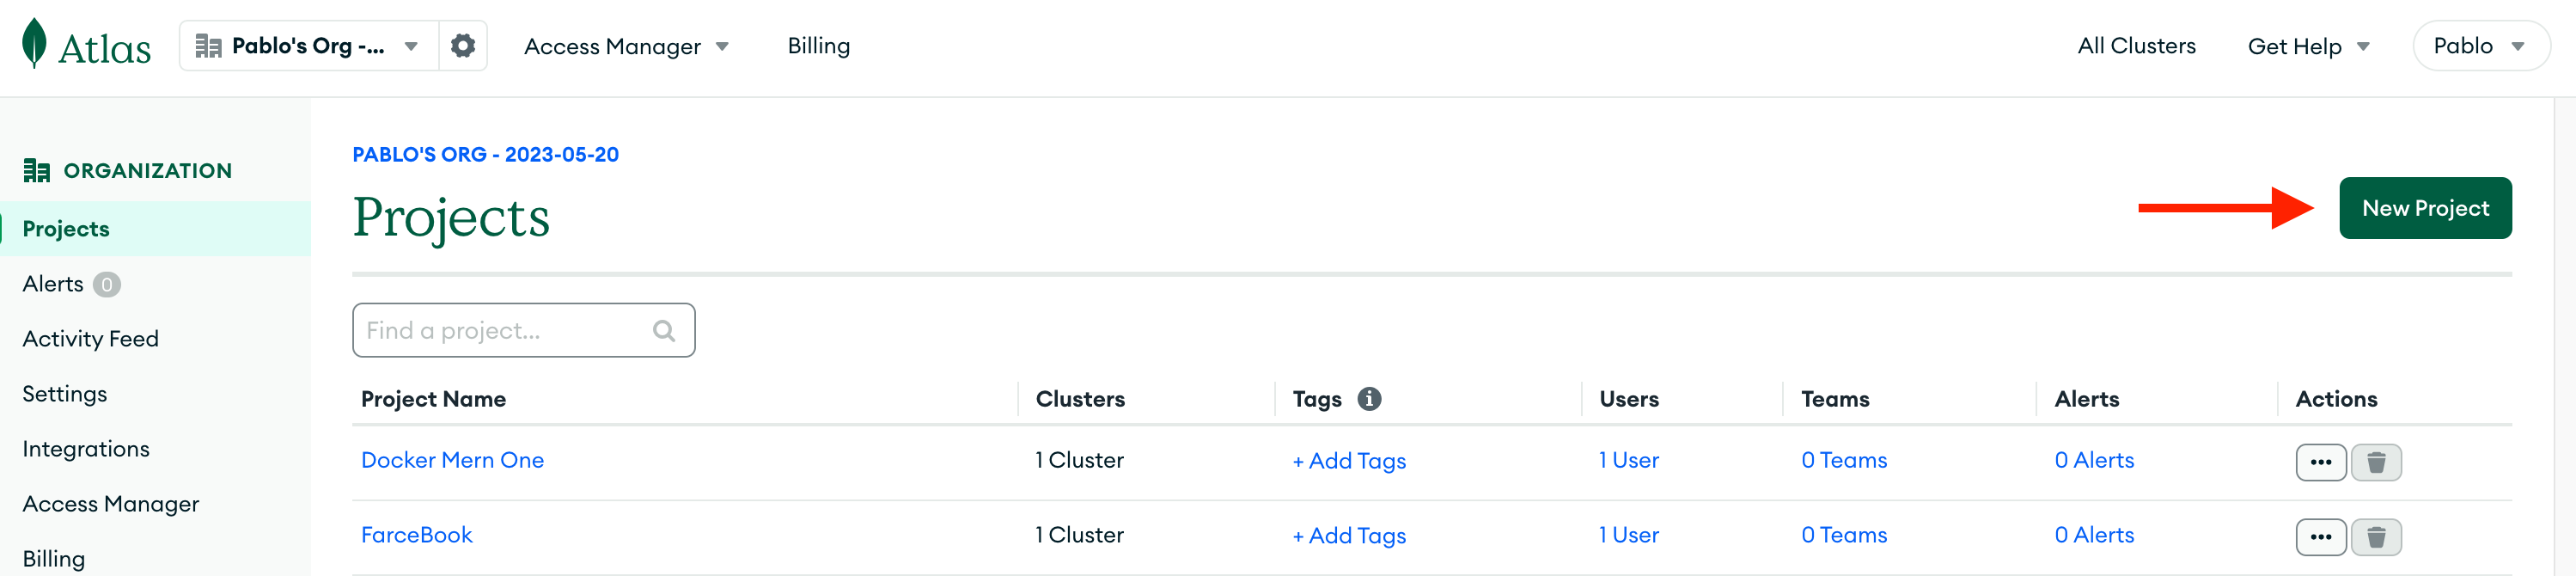 Atlas
Pablo's Org -...
Access Manager
Billing
All Clusters
Get Help
Pablo
ORGANIZATION
Projects
Alerts 0
Activity Feed
Settings
Integrations
Access Manager
Billing
PABLO'S ORG - 2023-05-20
Projects
New Project
Find a project...
Project Name Clusters Tags i Users Teams Alerts Actions
Docker Mern One 1 Cluster + Add Tags 1 User 0 Teams 0 Alerts
FarceBook 1 Cluster + Add Tags 1 User 0 Teams 0 Alerts